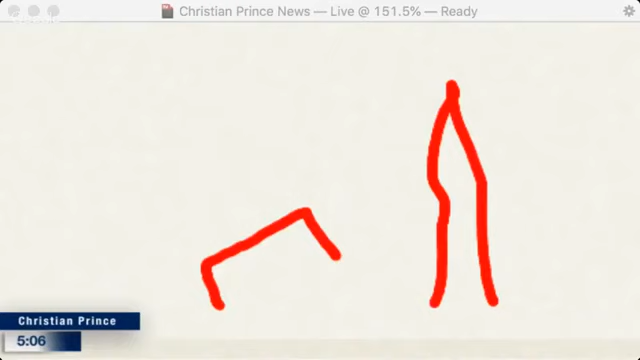 Christian Prince News — Live @ 151.5% — Ready
Christian Prince
5:06